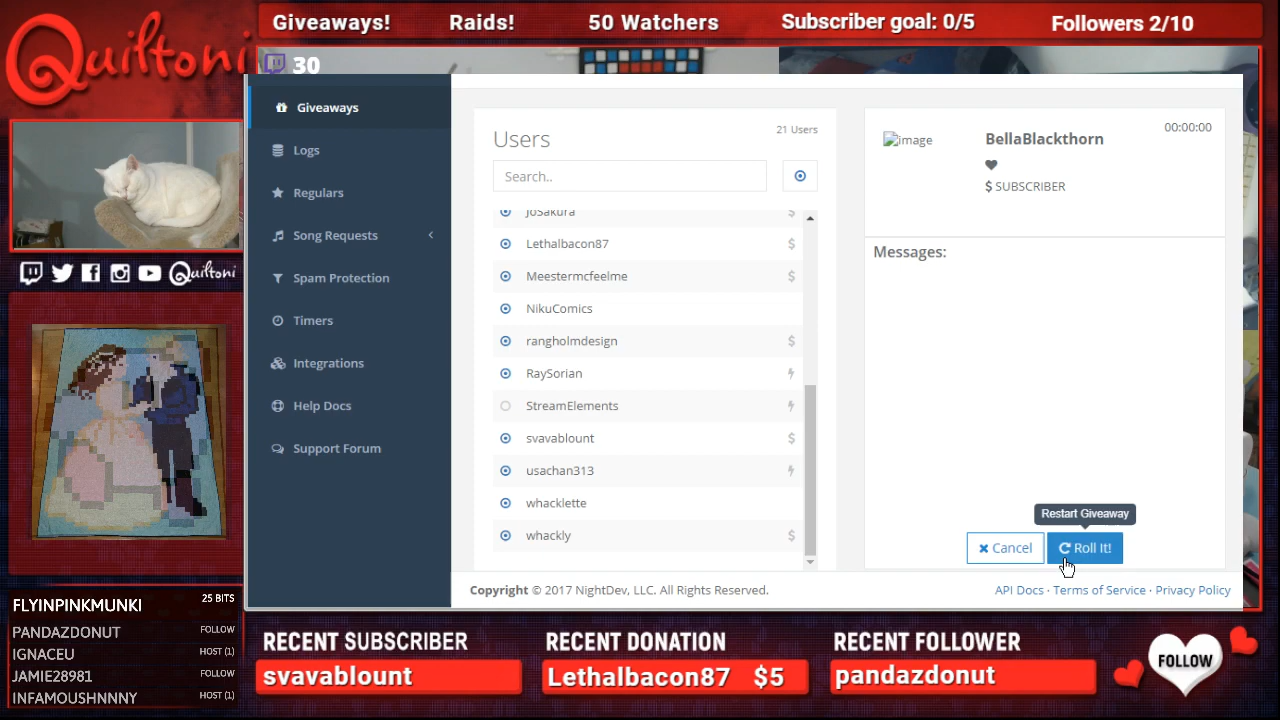 Quiltoni
Giveaways! Raids! 50 Watchers Subscriber goal: 0/5 Followers 2/10
30
Giveaways
Logs
Regulars
Song Requests
Spam Protection
Timers
Integrations
Help Docs
Support Forum
Users
21 Users
Search..
JoSakura $
Lethalbacon87 $
Meestermcfeelme $
NikuComics
rangholmdesign $
RaySorian
StreamElements
svavablount $
usachan313
whacklette
whackly $
image
BellaBlackthorn
00:00:00
$ SUBSCRIBER
Messages:
Restart Giveaway
Cancel
Roll It!
Copyright © 2017 NightDev, LLC. All Rights Reserved.
API Docs · Terms of Service · Privacy Policy
Quiltoni
FLYINPINKMUNKI 25 BITS
PANDAZDONUT FOLLOW
IGNACEU HOST (1)
JAMIE28981 FOLLOW
INFAMOUSHNNNY HOST (1)
RECENT SUBSCRIBER
svavablount
RECENT DONATION
Lethalbacon87 $5
RECENT FOLLOWER
pandazdonut
FOLLOW